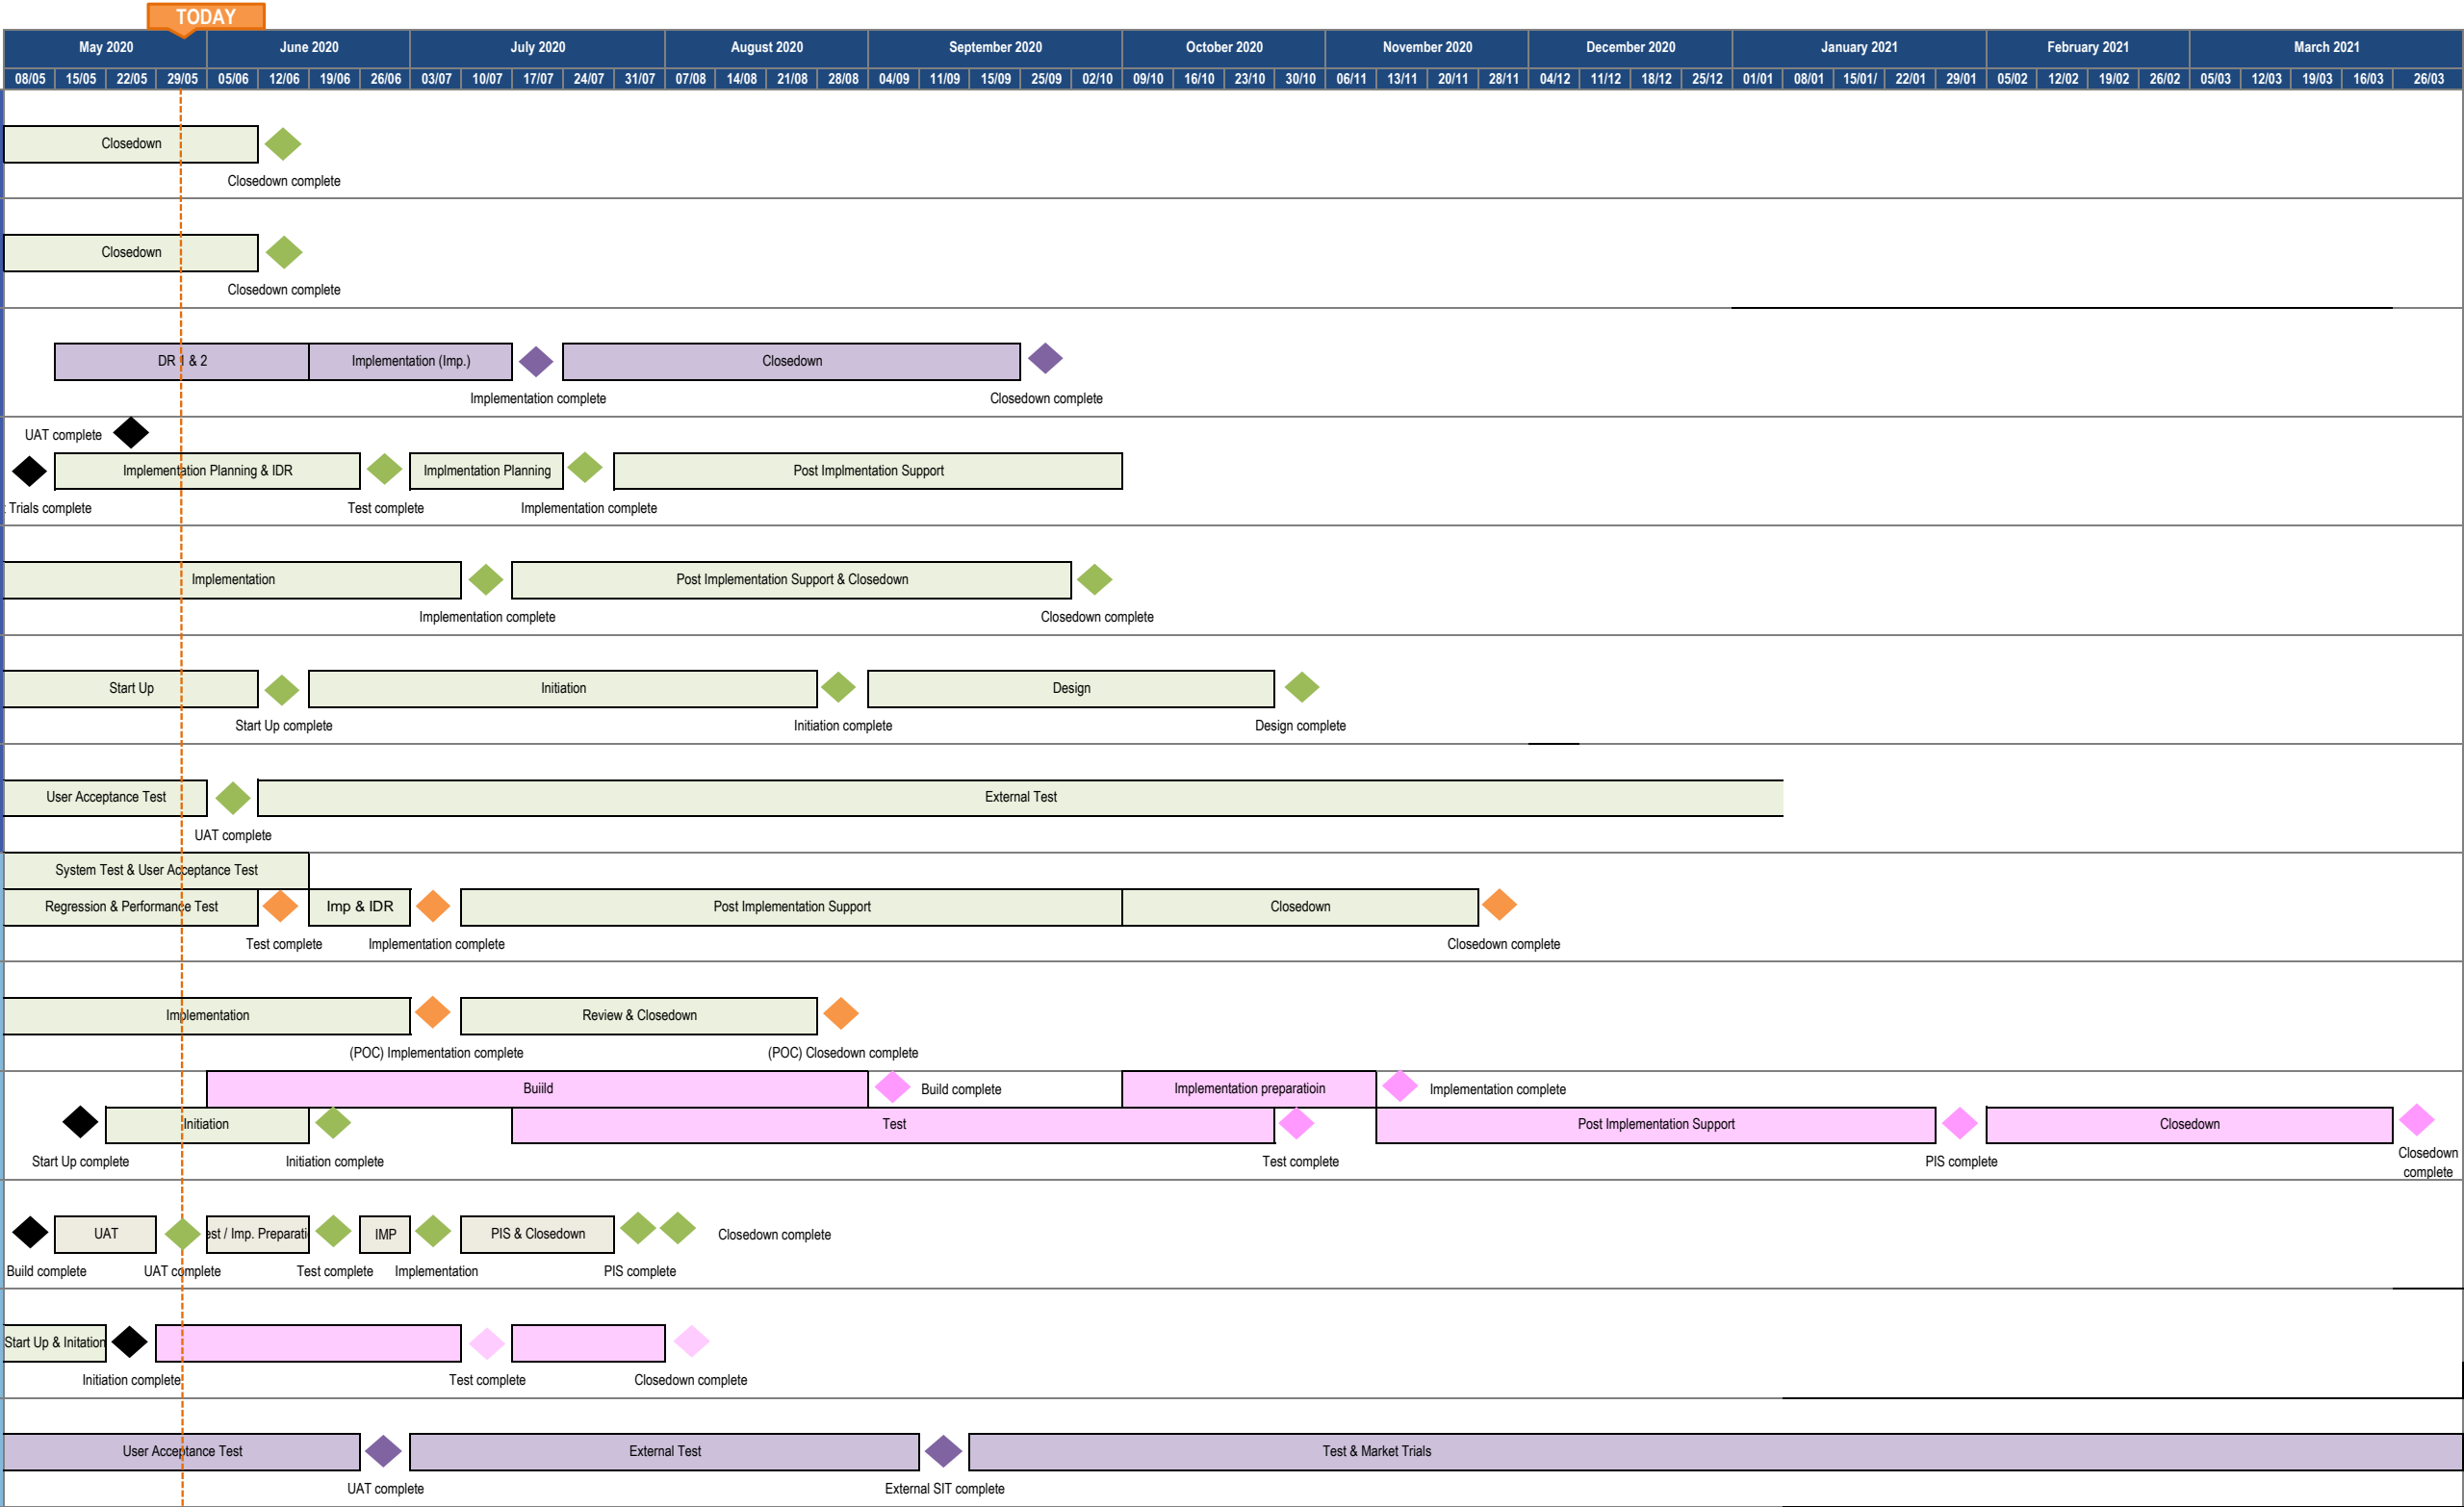 TODAY
May 2020 June 2020 July 2020 August 2020 September 2020 October 2020 November 2020 December 2020 January 2021 February 2021 March 2021
08/05 15/05 22/05 29/05 05/06 12/06 19/06 26/06 03/07 10/07 17/07 24/07 31/07 07/08 14/08 21/08 28/08 04/09 11/09 15/09 25/09 02/10 09/10 16/10 23/10 30/10 06/11 13/11 20/11 28/11 04/12 11/12 18/12 25/12 01/01 08/01 15/01/ 22/01 29/01 05/02 12/02 19/02 26/02 05/03 12/03 19/03 16/03 26/03
Closedown
Closedown complete
Closedown
Closedown complete
DR 1 & 2 Implementation (Imp.) Closedown
Implementation complete Closedown complete
UAT complete
Implementation Planning & IDR Implmentation Planning Post Implmentation Support
Trials complete Test complete Implementation complete
Implementation Post Implementation Support & Closedown
Implementation complete Closedown complete
Start Up Initiation Design
Start Up complete Initiation complete Design complete
User Acceptance Test External Test
UAT complete
System Test & User Acceptance Test
Regression & Performance Test Imp & IDR Post Implementation Support Closedown
Test complete Implementation complete Closedown complete
Implementation Review & Closedown
(POC) Implementation complete (POC) Closedown complete
Buiild Build complete Implementation preparatioin Implementation complete
Initiation Test Post Implementation Support Closedown
Start Up complete Initiation complete Test complete PIS complete Closedown
complete
UAT est / Imp. Preparati IMP PIS & Closedown Closedown complete
Build complete UAT complete Test complete Implementation PIS complete
Start Up & Initation
Initiation complete Test complete Closedown complete
User Acceptance Test External Test Test & Market Trials
UAT complete External SIT complete